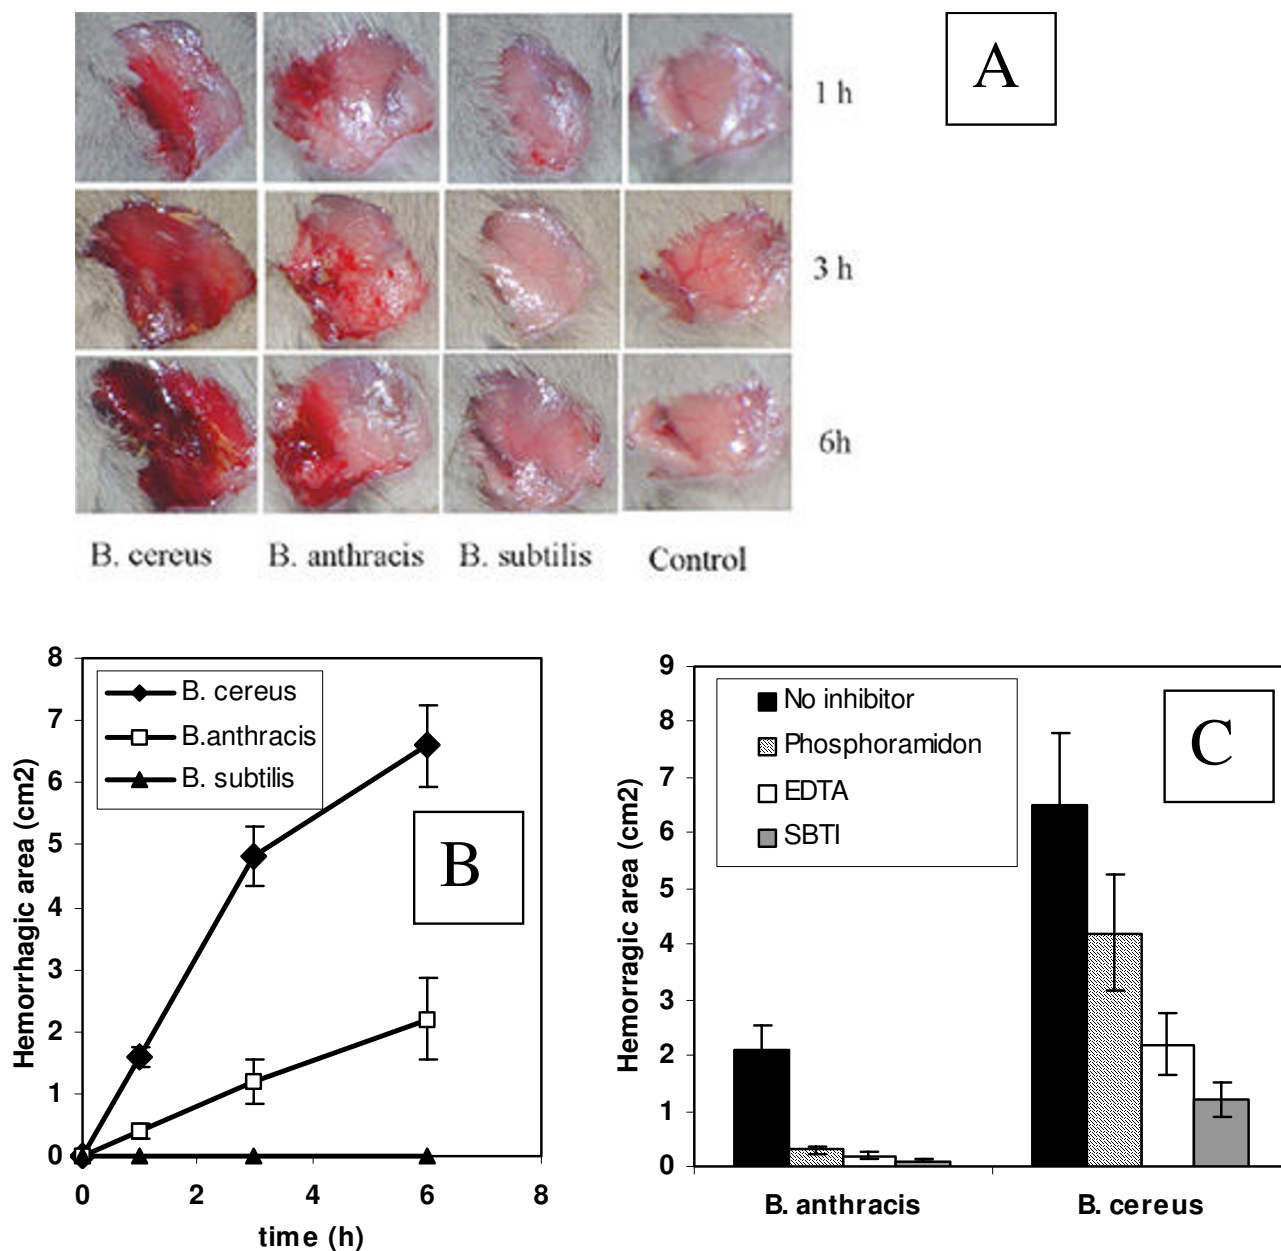 A
1 h
3 h
6h
B. cereus B. anthracis B. subtilis Control
8
7
6
5
4
3
2
1
0
Hemorrhagic area (cm2)
B. cereus
B.anthracis
B. subtilis
B
0 2 4 6 8
time (h)
9
8
7
6
5
4
3
2
1
0
Hemorragic area (cm2)
No inhibitor
Phosphoramidon
EDTA
SBTI
C
B. anthracis B. cereus